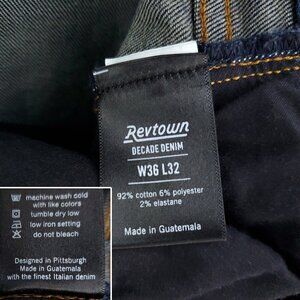 Revtown
DECADE DENIM
W36 L32
92% cotton 6% polyester
2% elastane
Made in Guatemala
machine wash cold
with like colors
tumble dry low
low iron setting
do not bleach
Designed in Pittsburgh
Made in Guatemala
with the finest Italian denim